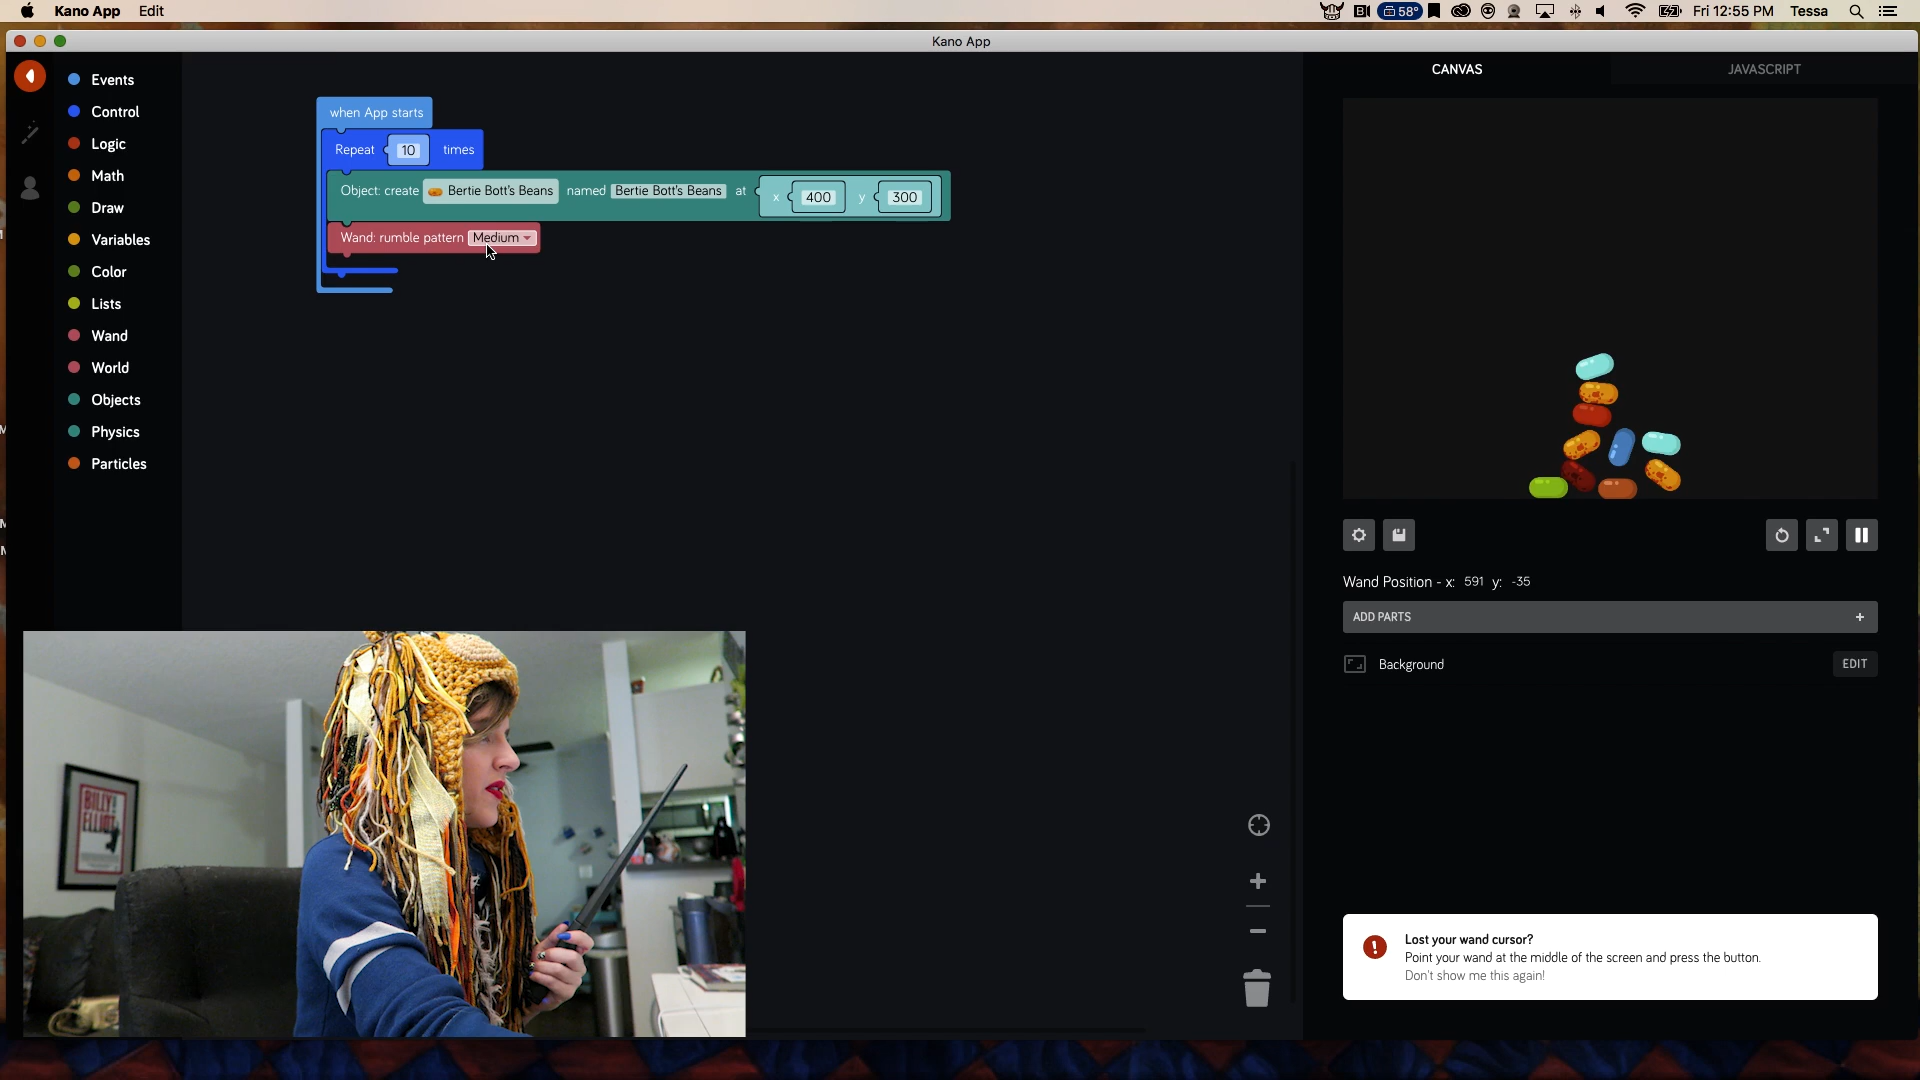 Kano App Edit
58° Fri 12:55 PM Tessa
Kano App
Events
Control
Logic
Math
Draw
Variables
Color
Lists
Wand
World
Objects
Physics
Particles
when App starts
Repeat 10 times
Object: create Bertie Bott's Beans named Bertie Bott's Beans at x 400 y 300
Wand: rumble pattern Medium
CANVAS JAVASCRIPT
Wand Position - x: 591 y: -35
ADD PARTS +
Background EDIT
Lost your wand cursor?
Point your wand at the middle of the screen and press the button.
Don't show me this again!
BILLY
ELLIOT